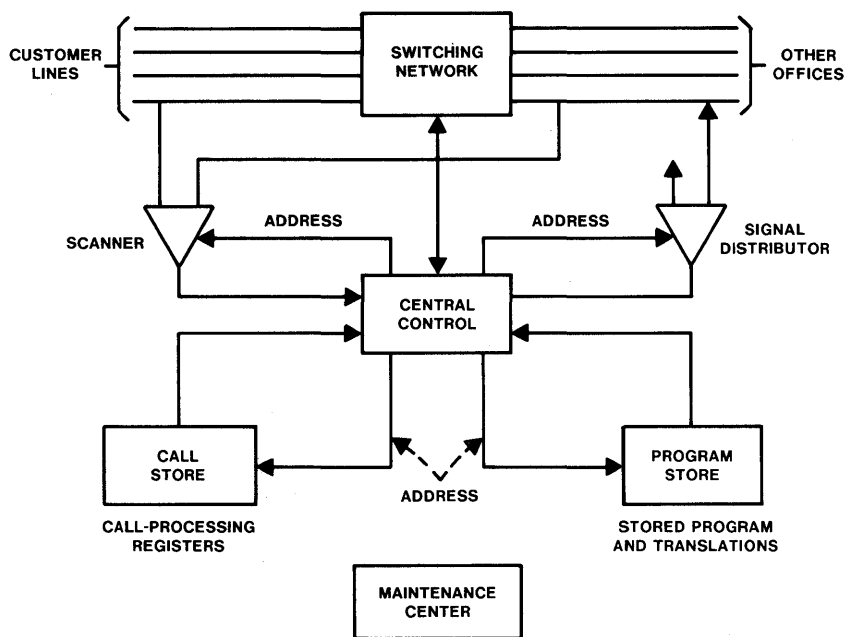 CUSTOMER
LINES
SWITCHING
NETWORK
OTHER
OFFICES
SCANNER
ADDRESS
ADDRESS
SIGNAL
DISTRIBUTOR
CENTRAL
CONTROL
CALL
STORE
ADDRESS
PROGRAM
STORE
CALL-PROCESSING
REGISTERS
STORED PROGRAM
AND TRANSLATIONS
MAINTENANCE
CENTER